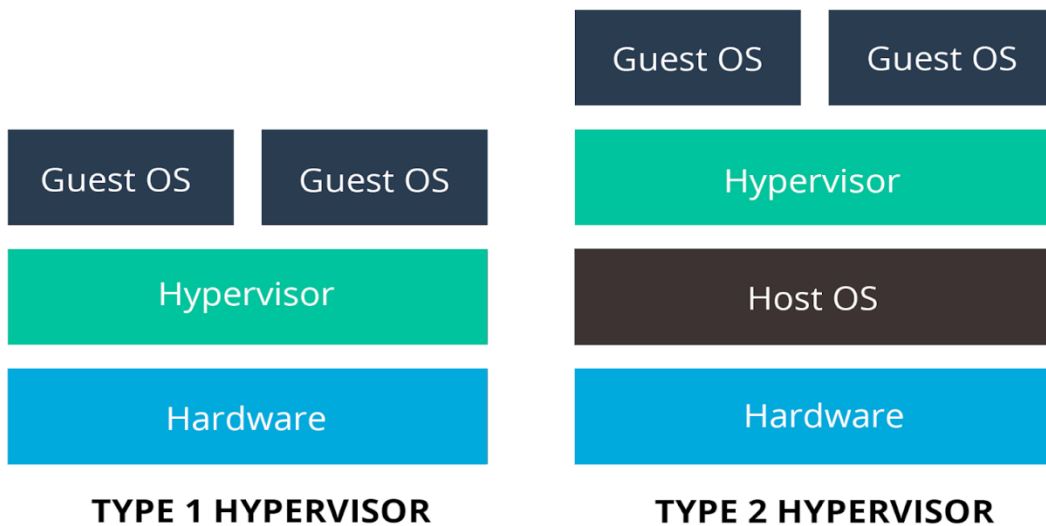 Guest OS
Guest OS
Hypervisor
Hardware
TYPE 1 HYPERVISOR
Guest OS
Guest OS
Hypervisor
Host OS
Hardware
TYPE 2 HYPERVISOR